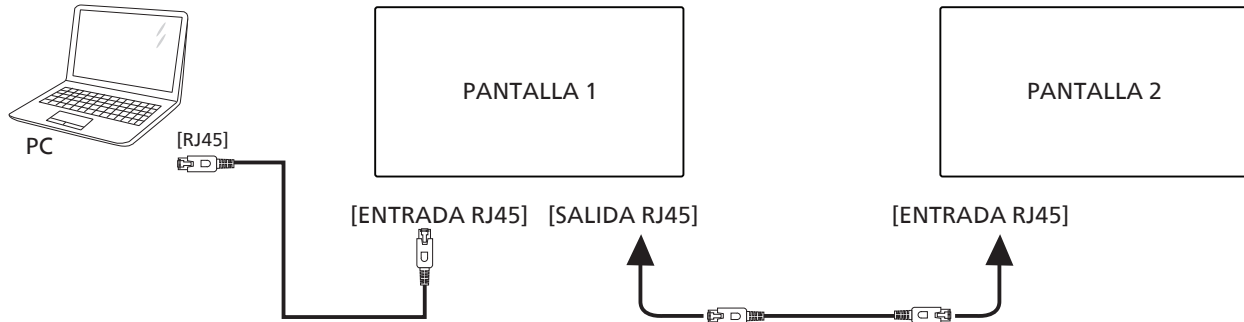 PANTALLA 1
PANTALLA 2
PC
[RJ45]
[ENTRADA RJ45]
[SALIDA RJ45]
[ENTRADA RJ45]